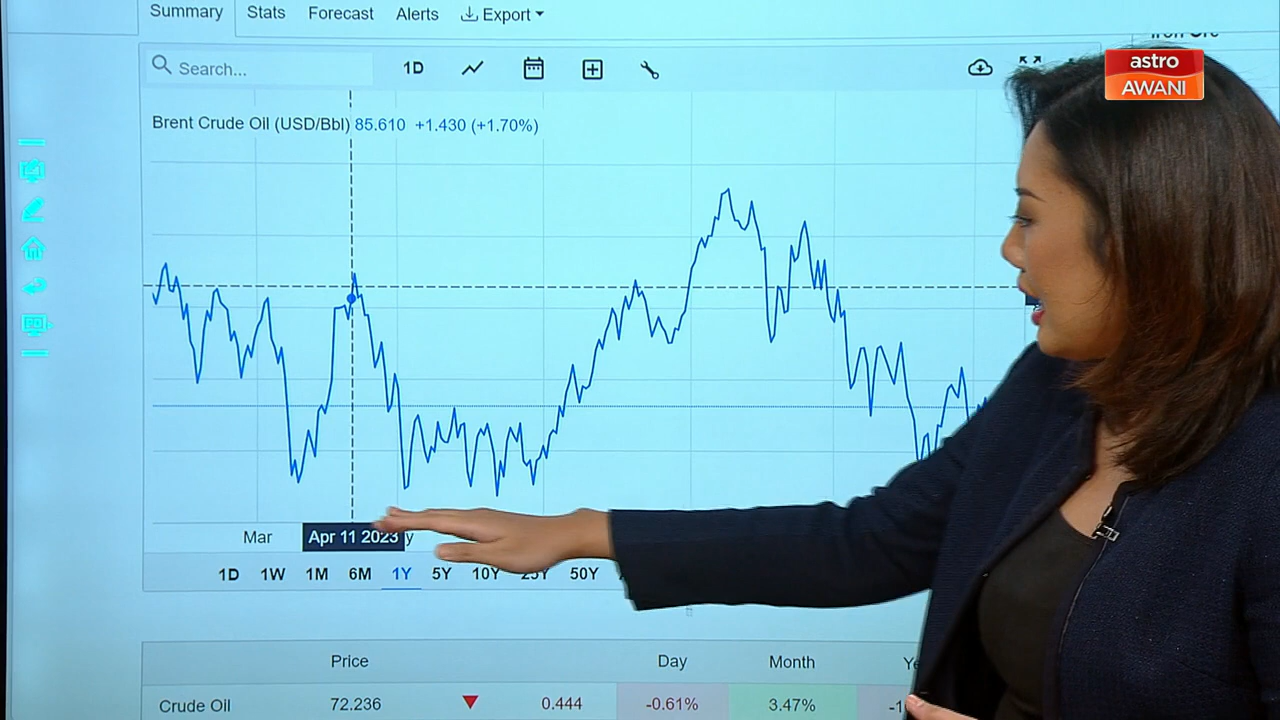 Summary Stats Forecast Alerts Export
astro
AWANI
Search... 1D
Brent Crude Oil (USD/Bbl) 85.610 +1.430 (+1.70%)
Mar Apr 11 2023 y
1D 1W 1M 6M 1Y 5Y 10Y 25Y 50Y
Price Day Month
Crude Oil 72.236 0.444 -0.61% 3.47%